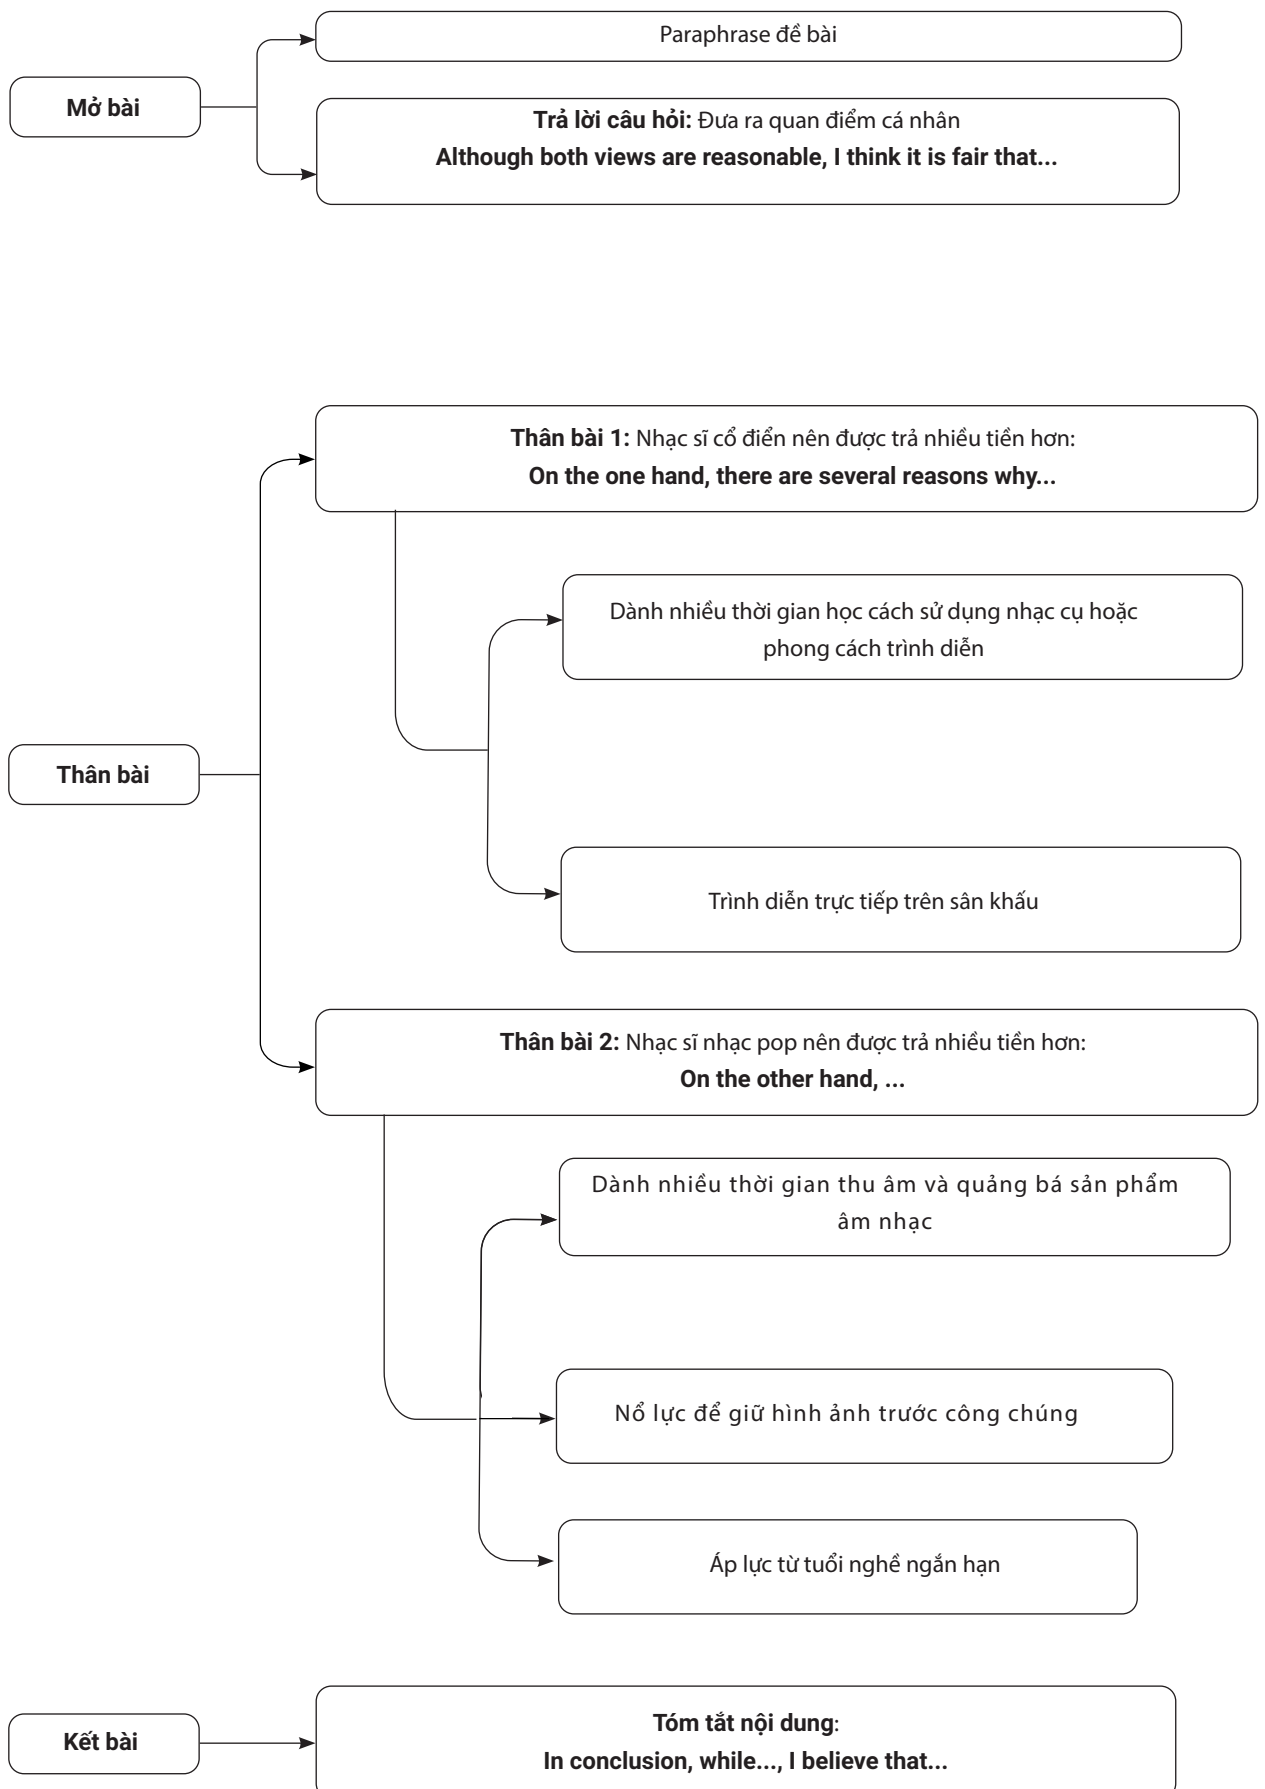 Paraphrase đề bài
Mở bài
Trả lời câu hỏi: Đưa ra quan điểm cá nhân
Although both views are reasonable, I think it is fair that...
Thân bài 1: Nhạc sĩ cổ điển nên được trả nhiều tiền hơn:
On the one hand, there are several reasons why...
Dành nhiều thời gian học cách sử dụng nhạc cụ hoặc
phong cách trình diễn
Thân bài
Trình diễn trực tiếp trên sân khấu
Thân bài 2: Nhạc sĩ nhạc pop nên được trả nhiều tiền hơn:
On the other hand, ...
Dành nhiều thời gian thu âm và quảng bá sản phẩm
âm nhạc
Nổ lực để giữ hình ảnh trước công chúng
Áp lực từ tuổi nghề ngắn hạn
Kết bài
Tóm tắt nội dung:
In conclusion, while..., I believe that...